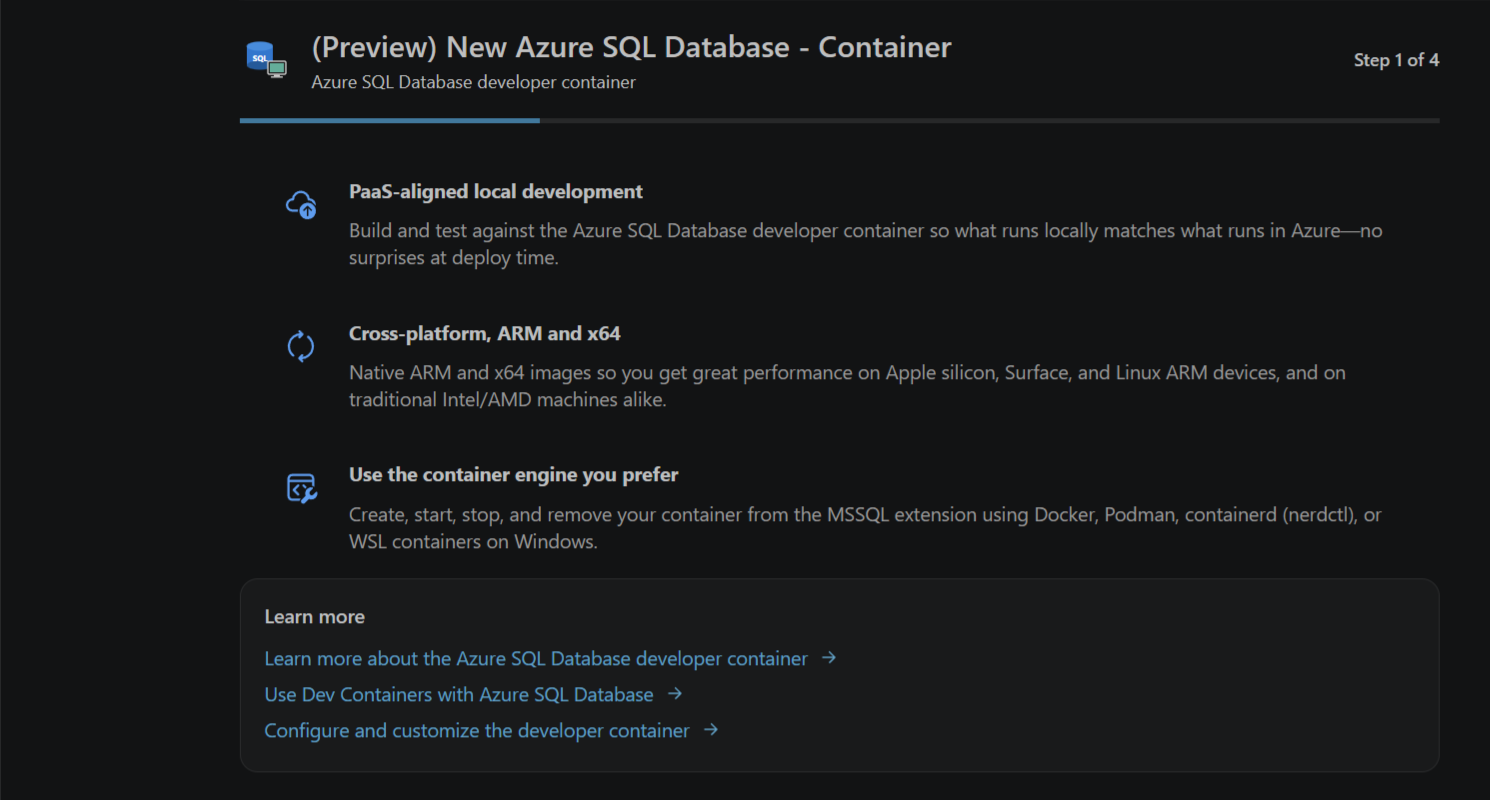 SQL
(Preview) New Azure SQL Database - Container
Azure SQL Database developer container
Step 1 of 4
PaaS-aligned local development
Build and test against the Azure SQL Database developer container so what runs locally matches what runs in Azure—no
surprises at deploy time.
Cross-platform, ARM and x64
Native ARM and x64 images so you get great performance on Apple silicon, Surface, and Linux ARM devices, and on
traditional Intel/AMD machines alike.
Use the container engine you prefer
Create, start, stop, and remove your container from the MSSQL extension using Docker, Podman, containerd (nerdctl), or
WSL containers on Windows.
Learn more
Learn more about the Azure SQL Database developer container →
Use Dev Containers with Azure SQL Database →
Configure and customize the developer container →